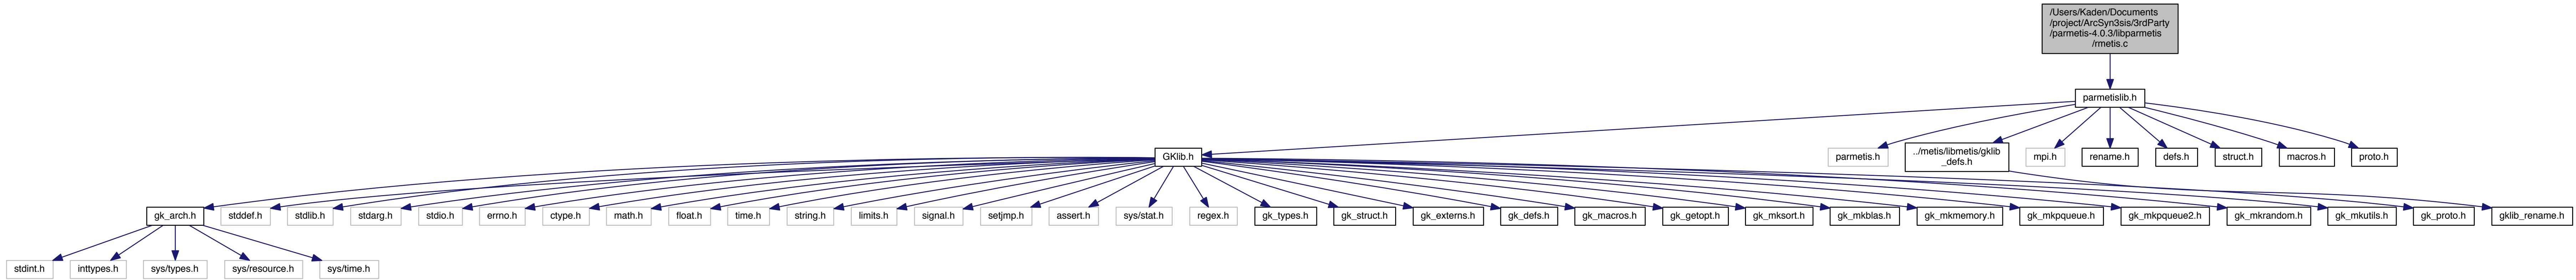 /Users/Kaden/Documents
/project/ArcSyn3sis/3rdParty
/parmetis-4.0.3/libparmetis
/rmetis.c
parmetislib.h
GKlib.h
parmetis.h
../metis/libmetis/gklib
_defs.h
mpi.h
rename.h
defs.h
struct.h
macros.h
proto.h
gk_arch.h
stddef.h
stdlib.h
stdarg.h
stdio.h
errno.h
ctype.h
math.h
float.h
time.h
string.h
limits.h
signal.h
setjmp.h
assert.h
sys/stat.h
regex.h
gk_types.h
gk_struct.h
gk_externs.h
gk_defs.h
gk_macros.h
gk_getopt.h
gk_mksort.h
gk_mkblas.h
gk_mkmemory.h
gk_mkpqueue.h
gk_mkpqueue2.h
gk_mkrandom.h
gk_mkutils.h
gk_proto.h
gklib_rename.h
stdint.h
inttypes.h
sys/types.h
sys/resource.h
sys/time.h